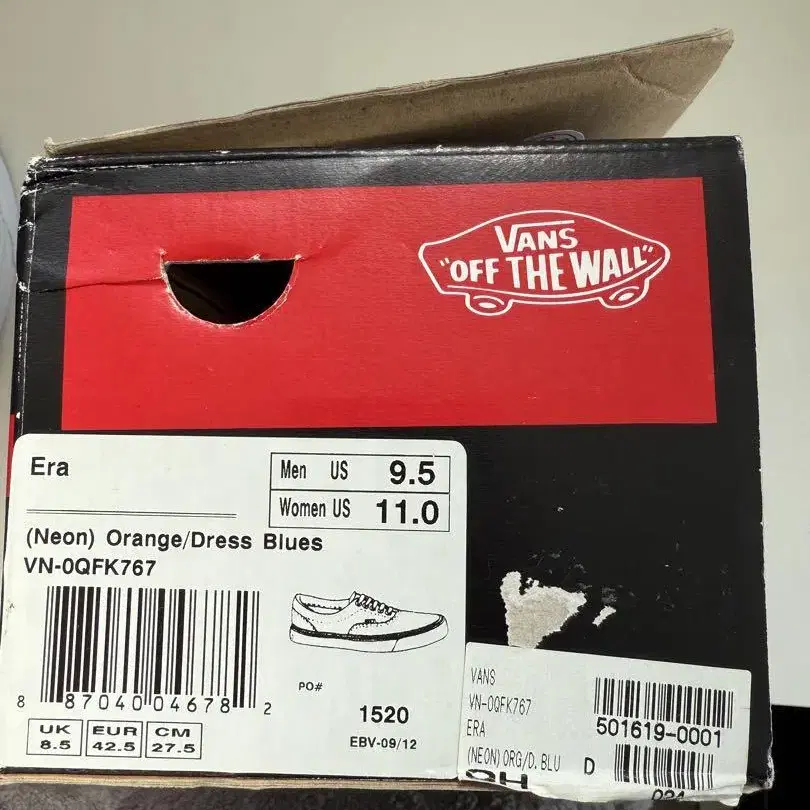 VANS
"OFF THE WALL"
Era
Men US 9.5
Women US 11.0
(Neon) Orange/Dress Blues
VN-0QFK767
8 87040 04678 2
PO#
1520
EBV-09/12
UK 8.5
EUR 42.5
CM 27.5
VANS
VN-0QFK767
ERA
501619-0001
(NEON)ORG/D.BLU D